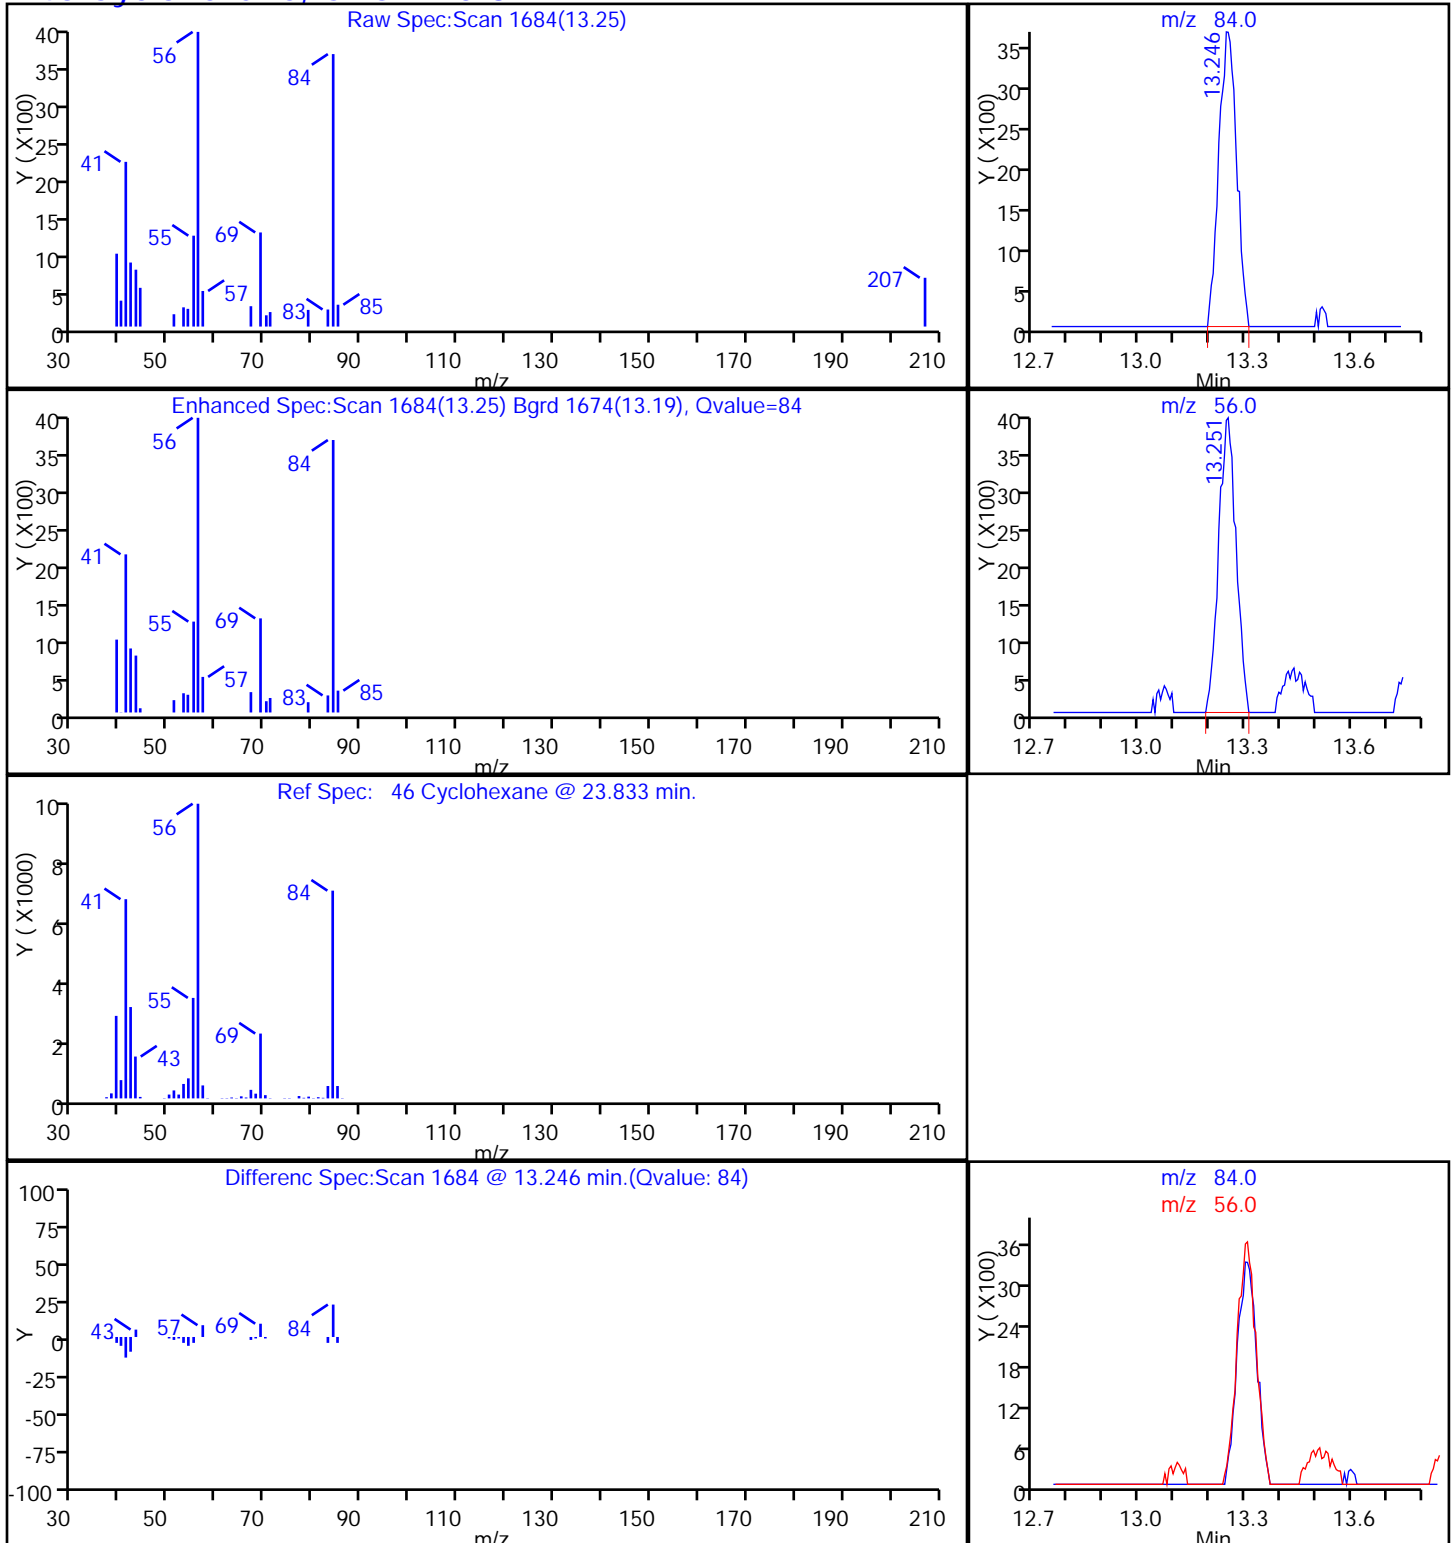 Raw Spec:Scan 1684(13.25)
Y ( X100)
40
35
30
25
20
15
10
5
0
56
84
41
55
69
57
83
85
207
30 50 70 90 110 130 150 170 190 210
m/z
m/z 84.0
Y ( X100)
35
30
25
20
15
10
5
0
13.246
12.7 13.0 13.3 13.6
Min
Enhanced Spec:Scan 1684(13.25) Bgrd 1674(13.19), Qvalue=84
Y ( X100)
40
35
30
25
20
15
10
5
0
56
84
41
55
69
57
83
85
30 50 70 90 110 130 150 170 190 210
m/z
m/z 56.0
Y ( X100)
40
35
30
25
20
15
10
5
0
13.251
12.7 13.0 13.3 13.6
Min
Ref Spec: 46 Cyclohexane @ 23.833 min.
Y ( X1000)
10
8
6
4
2
0
56
84
41
55
69
43
30 50 70 90 110 130 150 170 190 210
m/z
Differenc Spec:Scan 1684 @ 13.246 min.(Qvalue: 84)
Y
100
75
50
25
0
-25
-50
-75
-100
43
57
69
84
30 50 70 90 110 130 150 170 190 210
m/z
m/z 84.0
m/z 56.0
Y ( X100)
36
30
24
18
12
6
0
12.7 13.0 13.3 13.6
Min